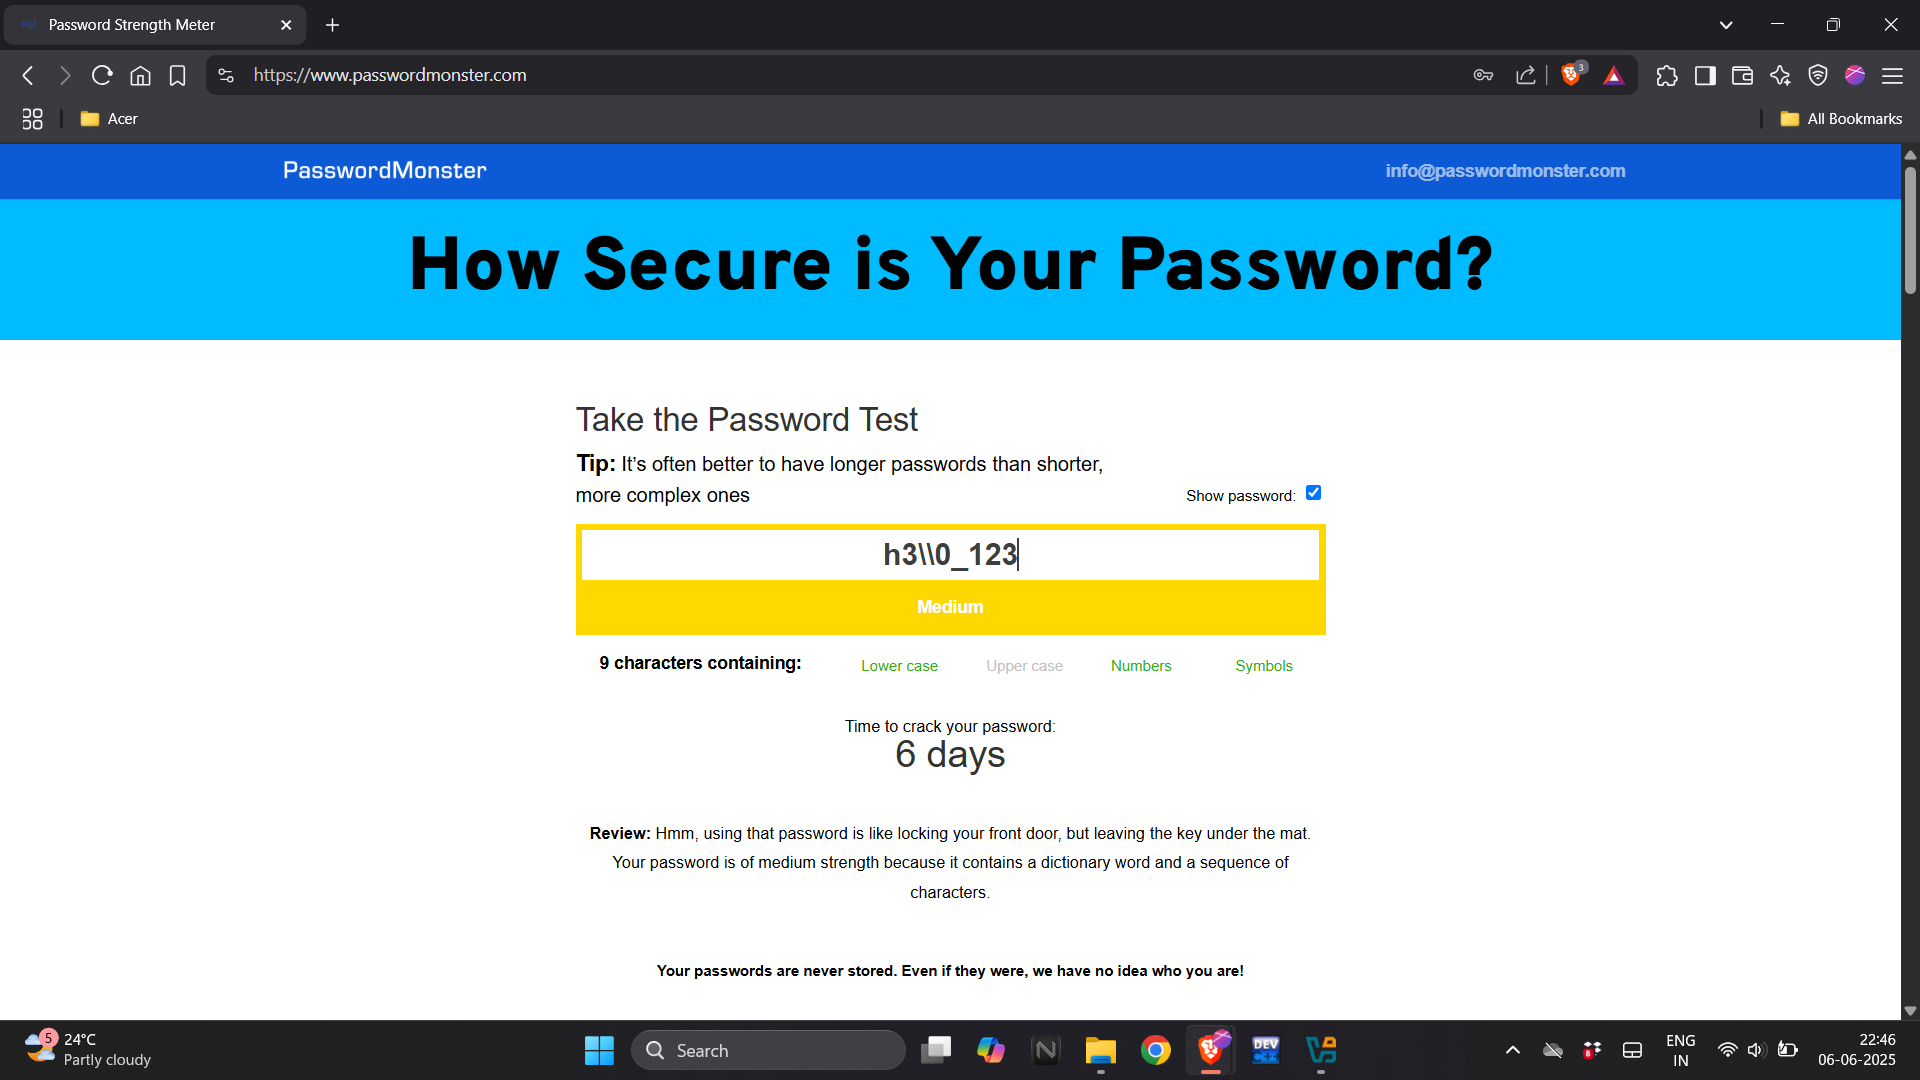 Password Strength Meter
https://www.passwordmonster.com
3
Acer
All Bookmarks
PasswordMonster
info@passwordmonster.com
How Secure is Your Password?
Take the Password Test
Tip: It's often better to have longer passwords than shorter,
more complex ones
Show password:
h3\\0_123
Medium
9 characters containing:
Lower case
Upper case
Numbers
Symbols
Time to crack your password:
6 days
Review: Hmm, using that password is like locking your front door, but leaving the key under the mat.
Your password is of medium strength because it contains a dictionary word and a sequence of
characters.
Your passwords are never stored. Even if they were, we have no idea who you are!
5
24°C
Partly cloudy
Search
DEV
ENG
IN
22:46
06-06-2025